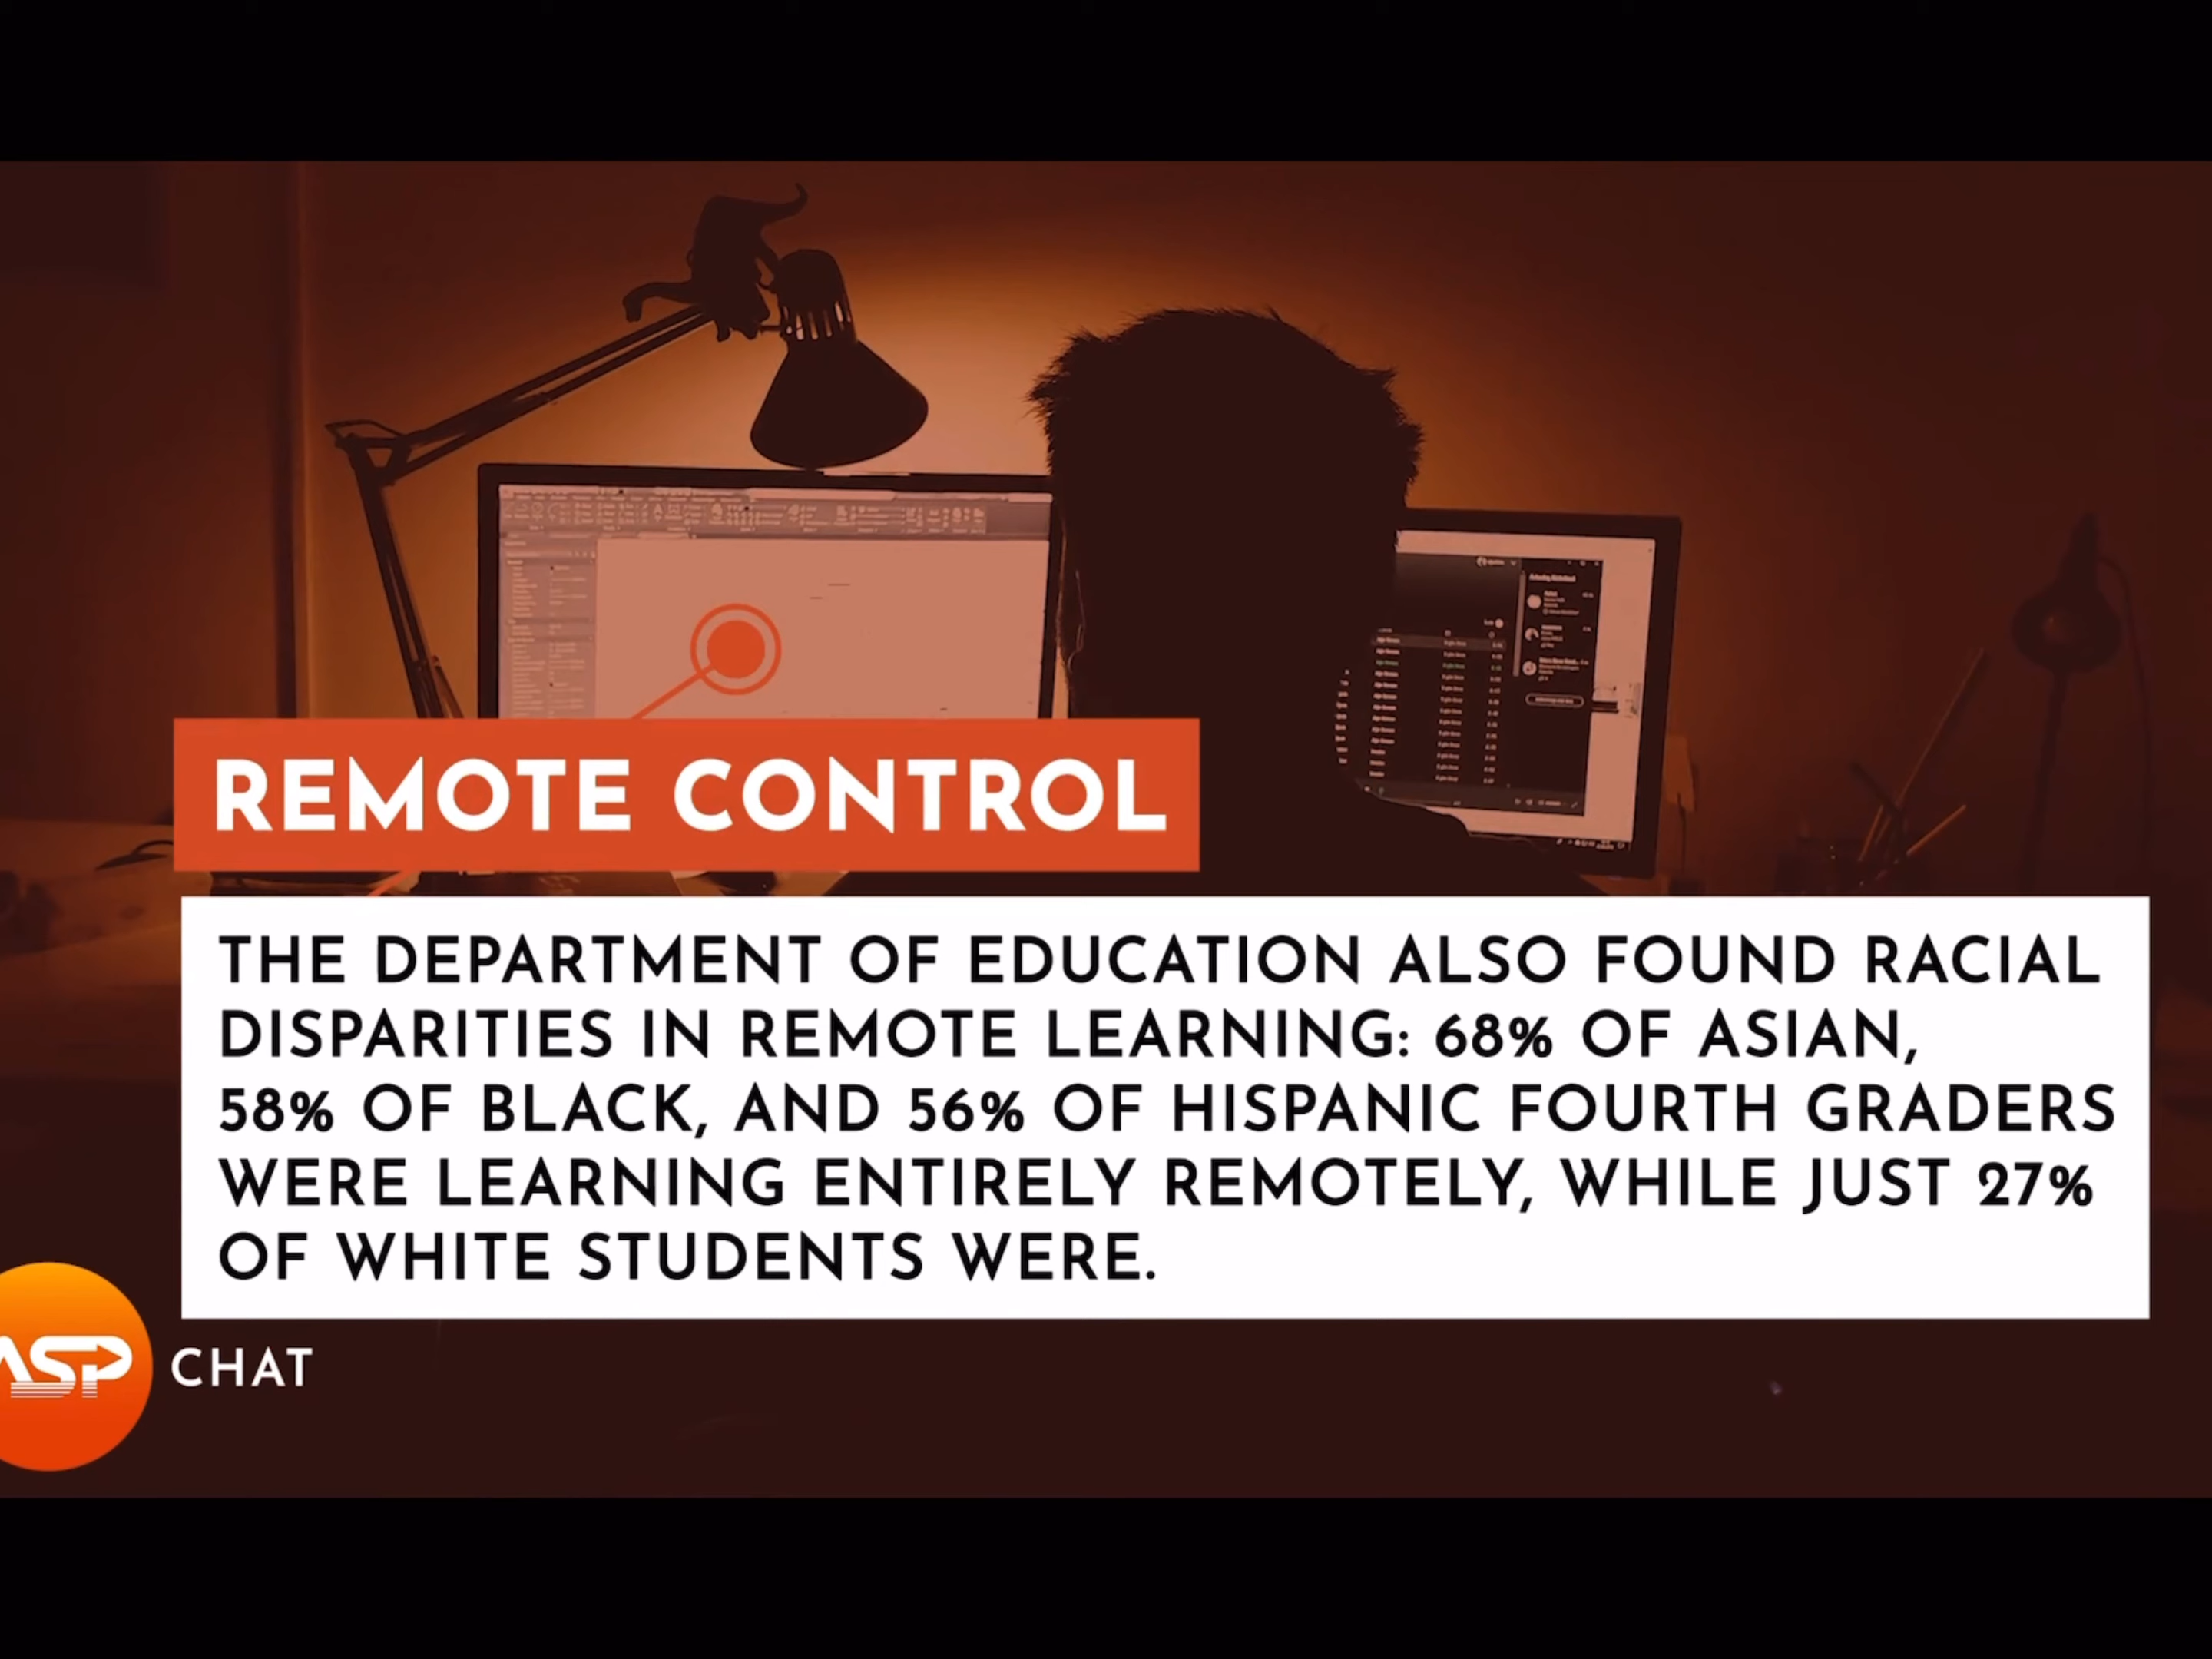 REMOTE CONTROL
THE DEPARTMENT OF EDUCATION ALSO FOUND RACIAL
DISPARITIES IN REMOTE LEARNING: 68% OF ASIAN,
58% OF BLACK, AND 56% OF HISPANIC FOURTH GRADERS
WERE LEARNING ENTIRELY REMOTELY, WHILE JUST 27%
OF WHITE STUDENTS WERE.
ASP CHAT